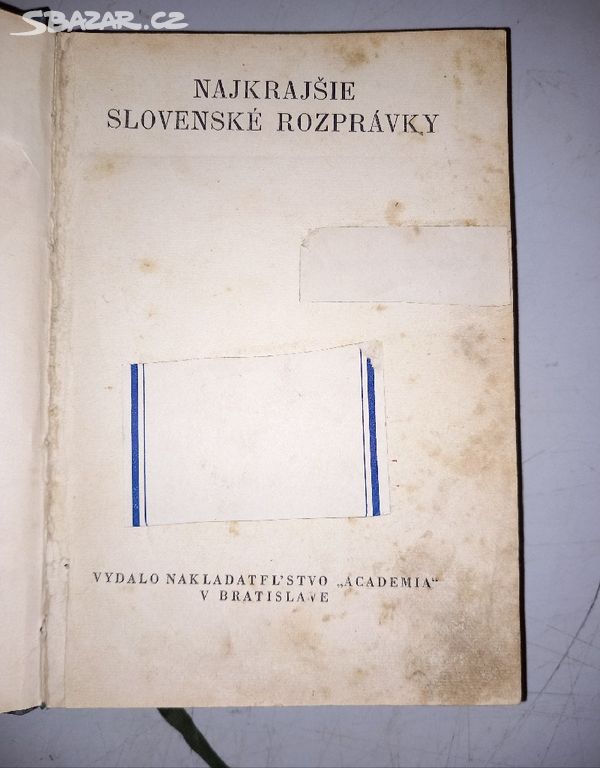 SBAZAR.CZ
NAJKRAJŠIE
SLOVENSKÉ ROZPRÁVKY
VYDALO NAKLADATEĽSTVO „ACADEMIA“
V BRATISLAVE